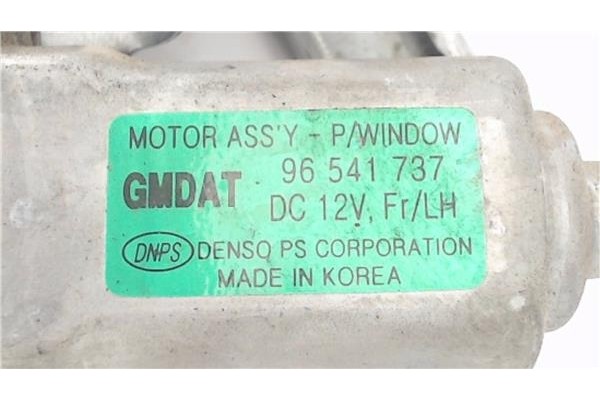 MOTOR ASS'Y - P/WINDOW
GMDAT 96 541 737
DC 12V, Fr/LH
DNPS DENSO PS CORPORATION
MADE IN KOREA